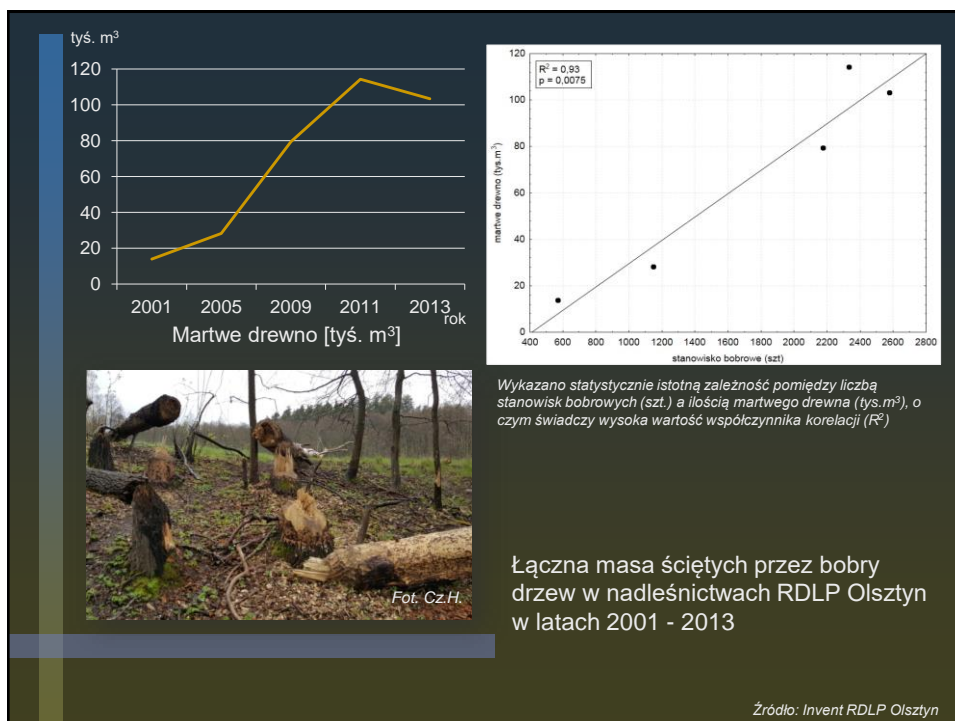 tyś. m³
120
100
80
60
40
20
0
2001 2005 2009 2011 2013
rok
Martwe drewno [tyś. m³]
R² = 0,93
p = 0,0075
martwe drewno (tys.m³)
120
100
80
60
40
20
0
400 600 800 1000 1200 1400 1600 1800 2000 2200 2400 2600 2800
stanowisko bobrowe (szt)
Wykazano statystycznie istotną zależność pomiędzy liczbą
stanowisk bobrowych (szt.) a ilością martwego drewna (tys.m³), o
czym świadczy wysoka wartość współczynnika korelacji (R²)
Fot. Cz.H.
Łączna masa ściętych przez bobry
drzew w nadleśnictwach RDLP Olsztyn
w latach 2001 - 2013
Źródło: Invent RDLP Olsztyn